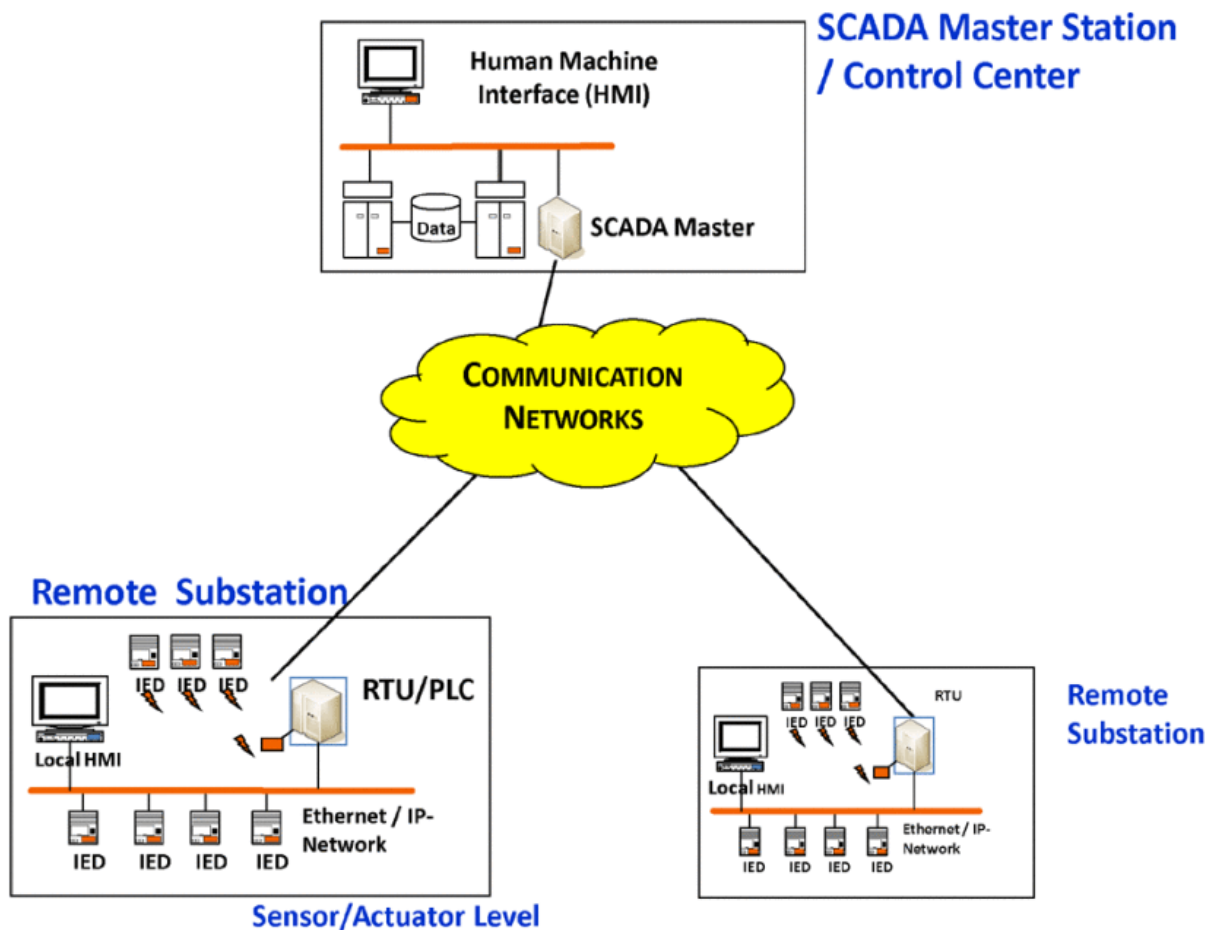 SCADA Master Station
/ Control Center
Human Machine
Interface (HMI)
Data
SCADA Master
COMMUNICATION
NETWORKS
Remote Substation
IED IED IED
RTU/PLC
Local HMI
Ethernet / IP-
Network
IED IED IED IED
Sensor/Actuator Level
Remote
Substation
RTU
IED IED IED
Local HMI
Ethernet / IP-
Network
IED IED IED IED